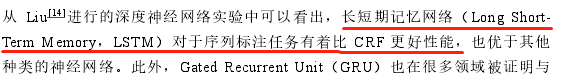 从 Liu[14]进行的深度神经网络实验中可以看出，长短期记忆网络（Long Short-
Term Memory，LSTM）对于序列标注任务有着比 CRF 更好性能，也优于其他
种类的神经网络。此外，Gated Recurrent Unit（GRU）也在很多领域被证明与